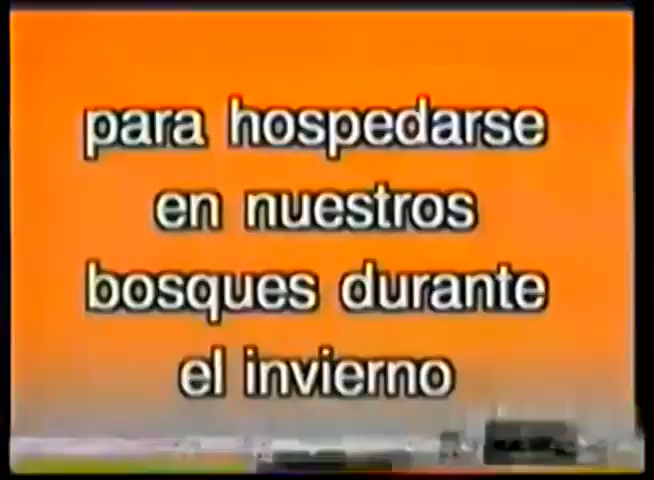 para hospedarse
en nuestros
bosques durante
el invierno